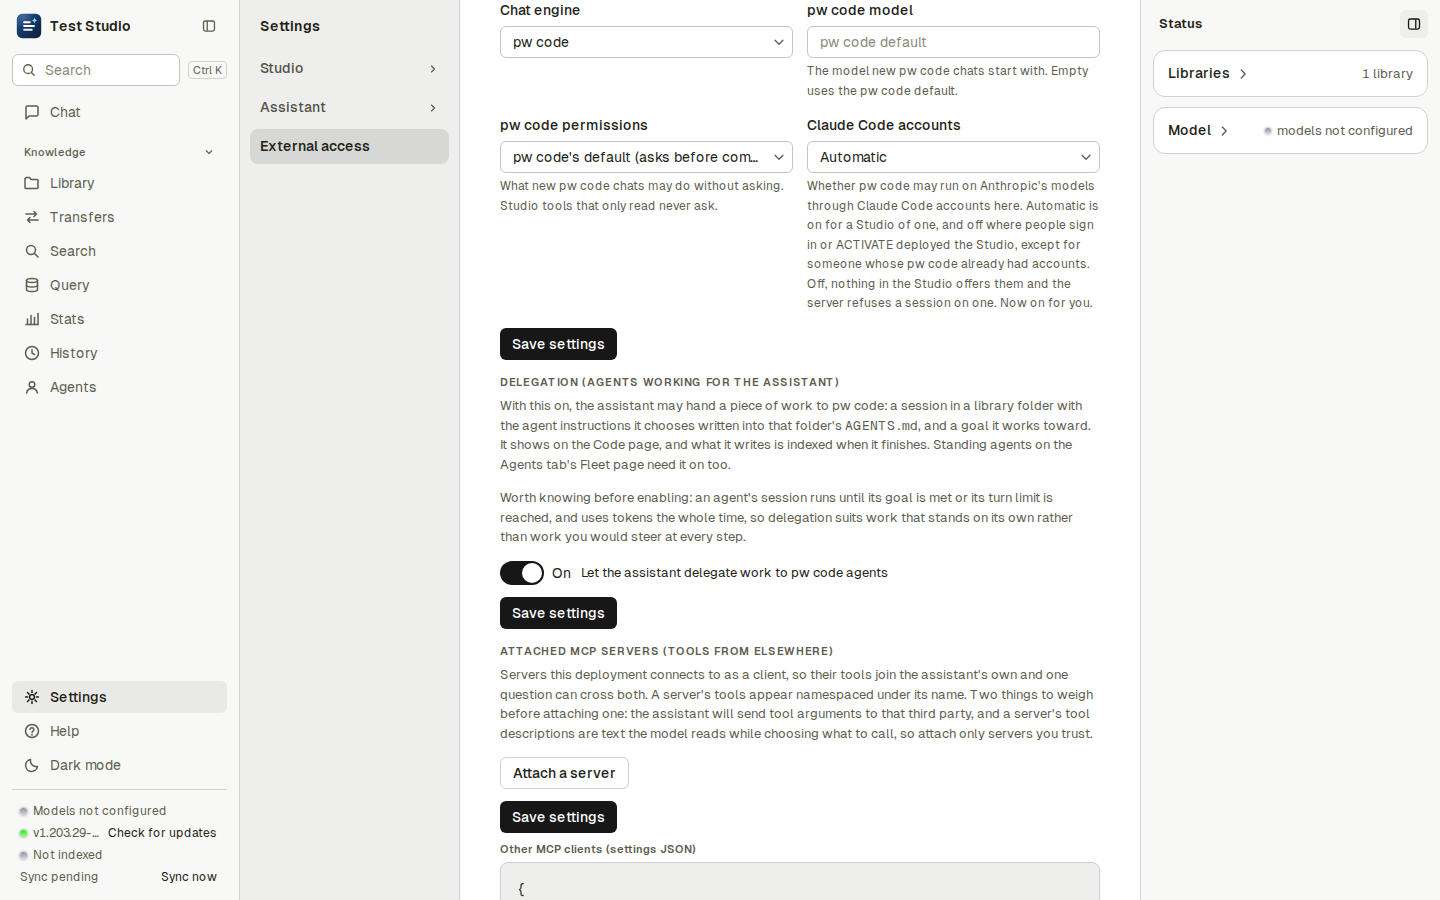 Test Studio
Search
Ctrl K
Chat
Knowledge
Library
Transfers
Search
Query
Stats
History
Agents
Settings
Help
Dark mode
Models not configured
v1.203.29-... Check for updates
Not indexed
Sync pending Sync now
Settings
Studio
Assistant
External access
Chat engine
pw code
pw code model
pw code default
The model new pw code chats start with. Empty
uses the pw code default.
pw code permissions
pw code's default (asks before com...
What new pw code chats may do without asking.
Studio tools that only read never ask.
Claude Code accounts
Automatic
Whether pw code may run on Anthropic's models
through Claude Code accounts here. Automatic is
on for a Studio of one, and off where people sign
in or ACTIVATE deployed the Studio, except for
someone whose pw code already had accounts.
Off, nothing in the Studio offers them and the
server refuses a session on one. Now on for you.
Save settings
DELEGATION (AGENTS WORKING FOR THE ASSISTANT)
With this on, the assistant may hand a piece of work to pw code: a session in a library folder with
the agent instructions it chooses written into that folder's AGENTS.md, and a goal it works toward.
It shows on the Code page, and what it writes is indexed when it finishes. Standing agents on the
Agents tab's Fleet page need it on too.
Worth knowing before enabling: an agent's session runs until its goal is met or its turn limit is
reached, and uses tokens the whole time, so delegation suits work that stands on its own rather
than work you would steer at every step.
On Let the assistant delegate work to pw code agents
Save settings
ATTACHED MCP SERVERS (TOOLS FROM ELSEWHERE)
Servers this deployment connects to as a client, so their tools join the assistant's own and one
question can cross both. A server's tools appear namespaced under its name. Two things to weigh
before attaching one: the assistant will send tool arguments to that third party, and a server's tool
descriptions are text the model reads while choosing what to call, so attach only servers you trust.
Attach a server
Save settings
Other MCP clients (settings JSON)
{
Status
Libraries 1 library
Model models not configured